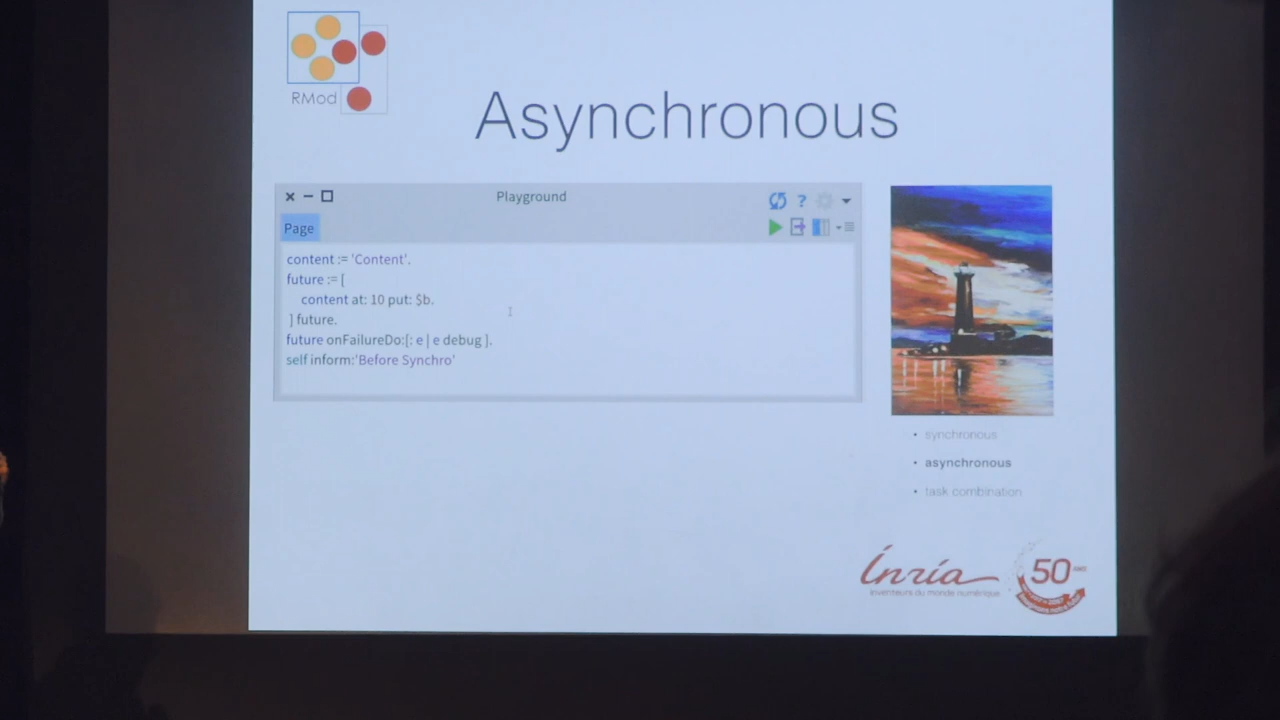 RMod
Asynchronous
Playground
?
Page
content := 'Content'.
future := [
content at: 10 put: $b.
] future.
future onFailureDo:[: e | e debug ].
self inform:'Before Synchro'
• synchronous
• asynchronous
• task combination
Inria
inventeurs du monde numérique
50